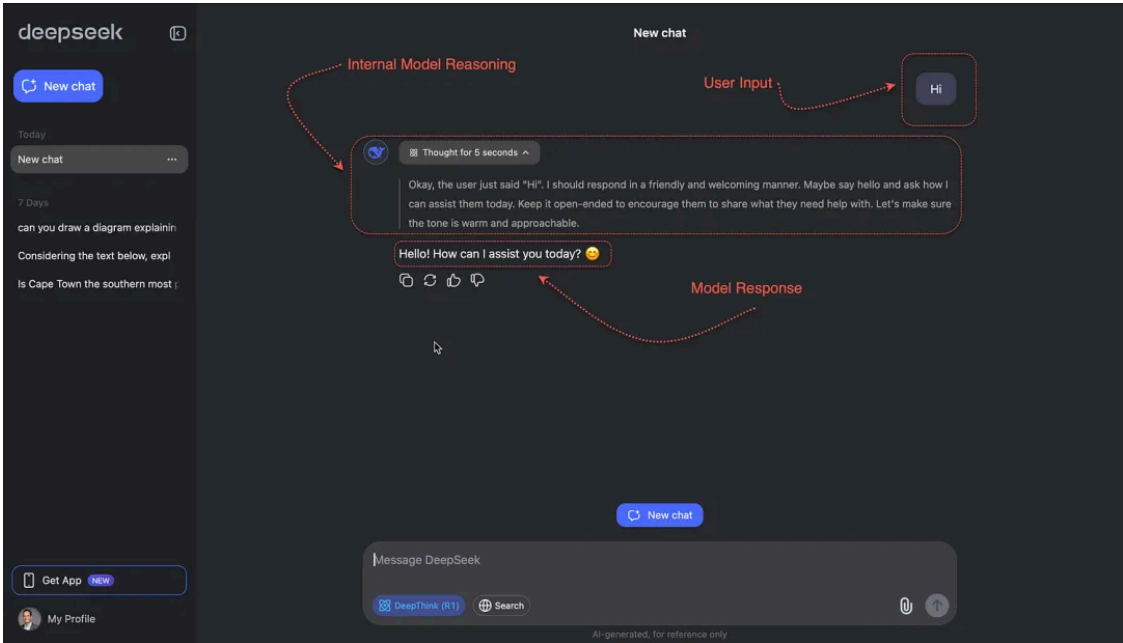 deepseek
New chat
Today
New chat
7 Days
can you draw a diagram explainin
Considering the text below, expl
Is Cape Town the southern most
Get App NEW
My Profile
New chat
Internal Model Reasoning
User Input
Hi
Thought for 5 seconds
Okay, the user just said "Hi". I should respond in a friendly and welcoming manner. Maybe say hello and ask how I
can assist them today. Keep it open-ended to encourage them to share what they need help with. Let's make sure
the tone is warm and approachable.
Hello! How can I assist you today? 😊
Model Response
New chat
Message DeepSeek
DeepThink (R1)
Search
AI-generated, for reference only